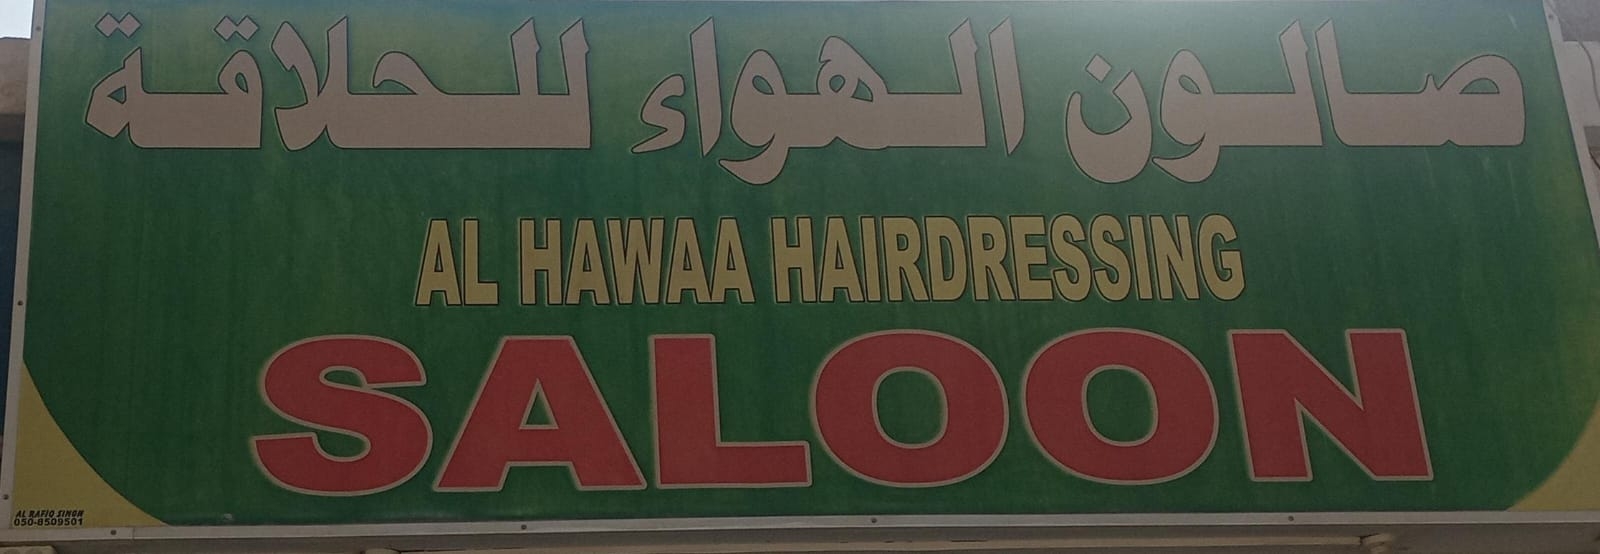 صالون الهواء للحلاقة
AL HAWAA HAIRDRESSING
SALOON
AL RAFIQ SINGH
050-8509501